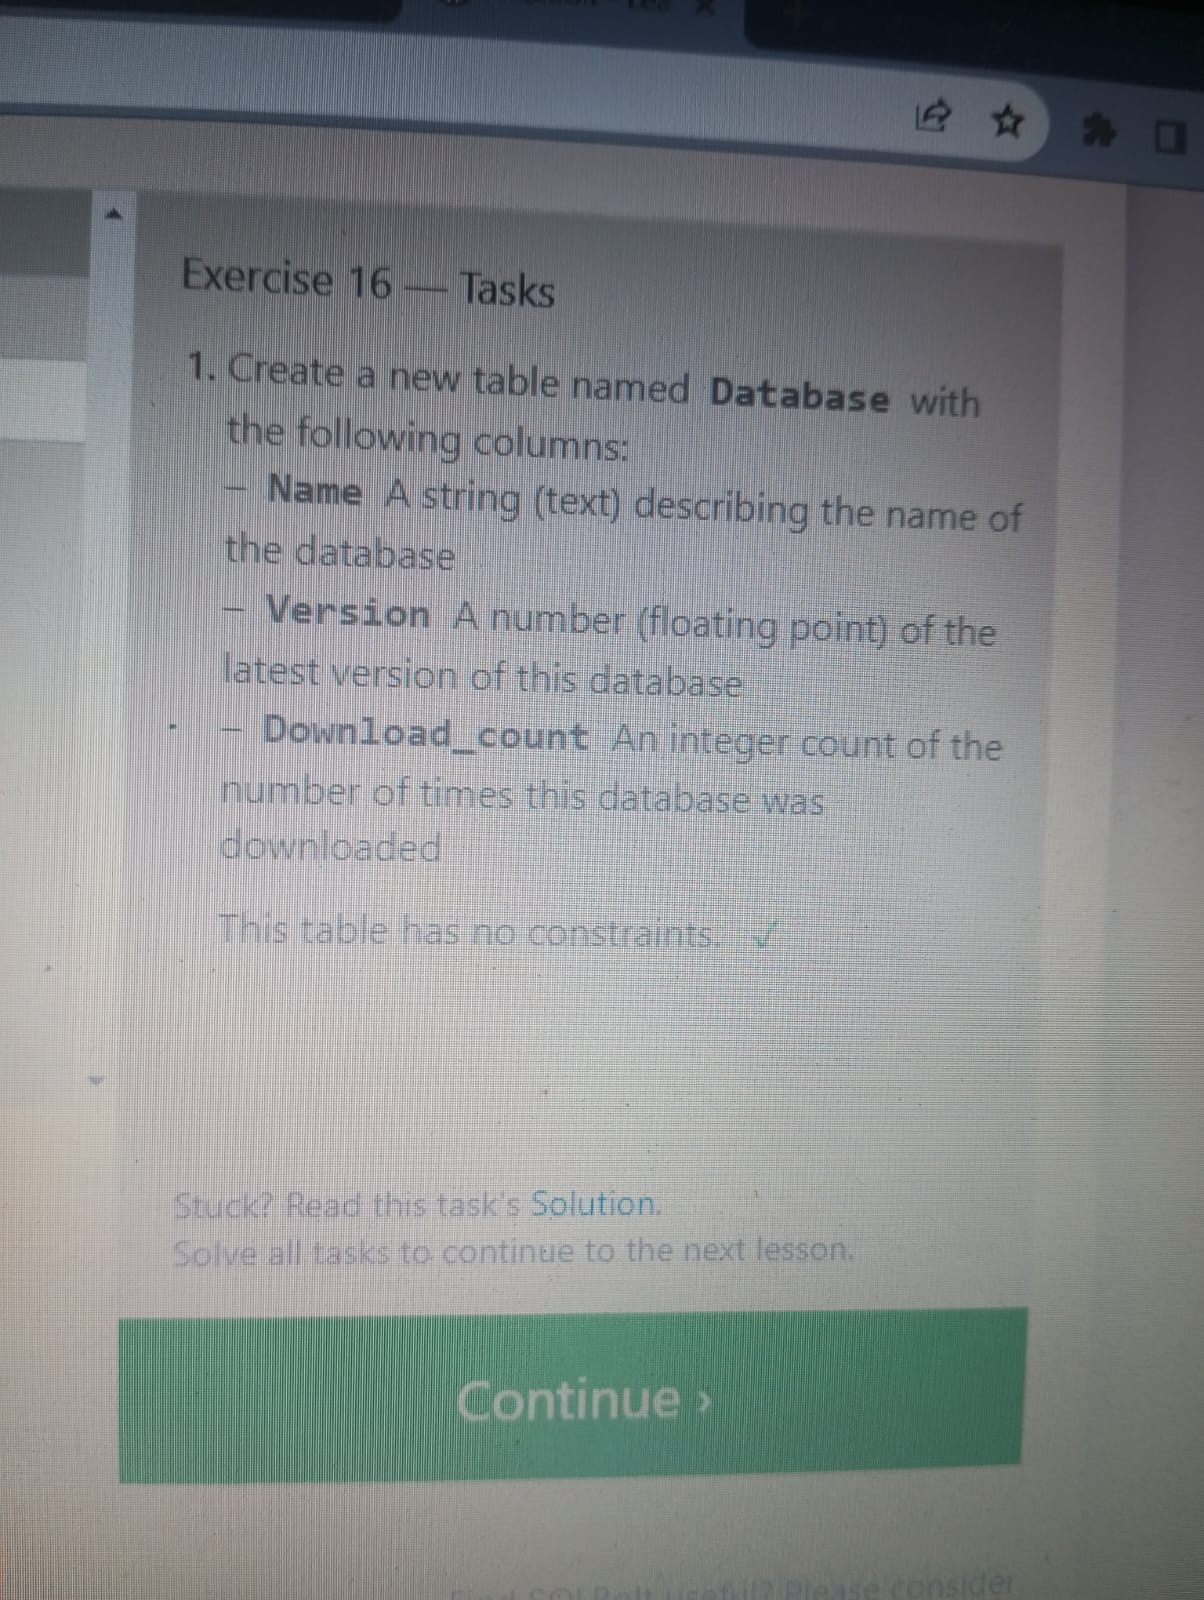 Exercise 16 — Tasks
1. Create a new table named Database with
the following columns:
– Name A string (text) describing the name of
the database
– Version A number (floating point) of the
latest version of this database
– Download_count An integer count of the
number of times this database was
downloaded
This table has no constraints. ✓
Stuck? Read this task's Solution.
Solve all tasks to continue to the next lesson.
Continue ›
Find SQLBolt useful? Please consider